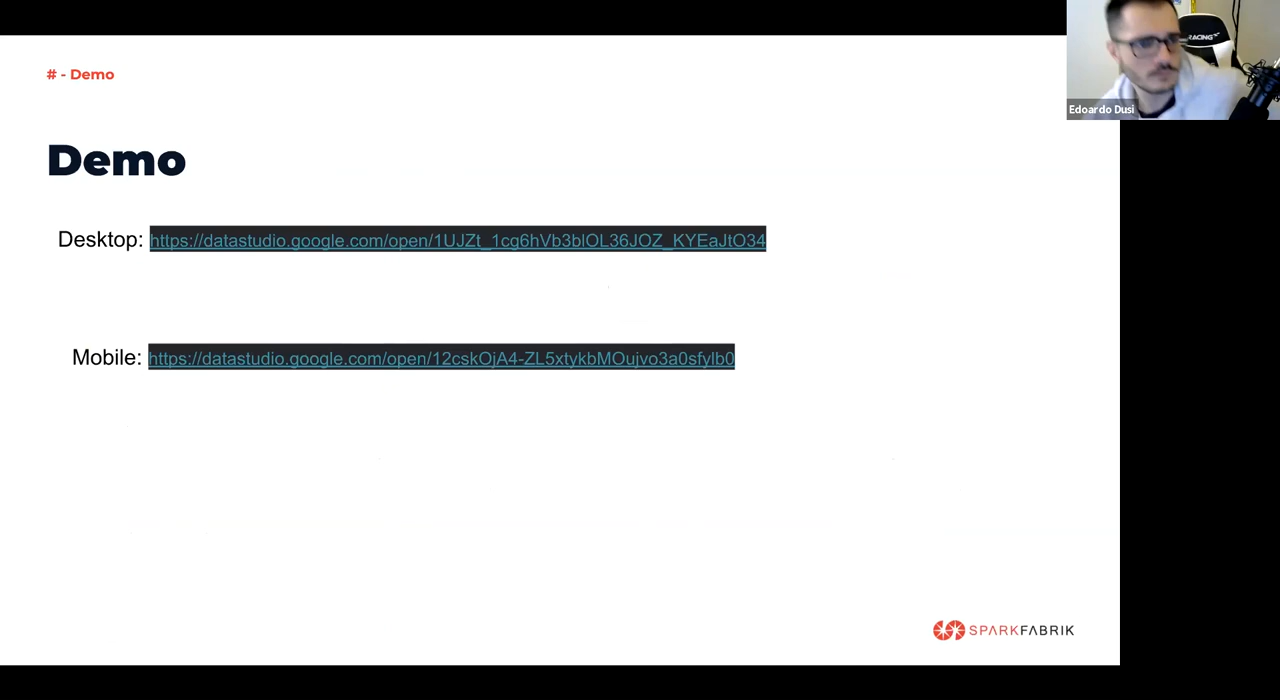 # - Demo
Demo
Desktop: https://datastudio.google.com/open/1UJZt_1cg6hVb3blOL36JOZ_KYEaJtO34
Mobile: https://datastudio.google.com/open/12cskOjA4-ZL5xtykbMOujvo3a0sfylb0
SPARKFABRIK
RACING
Edoardo Dusi